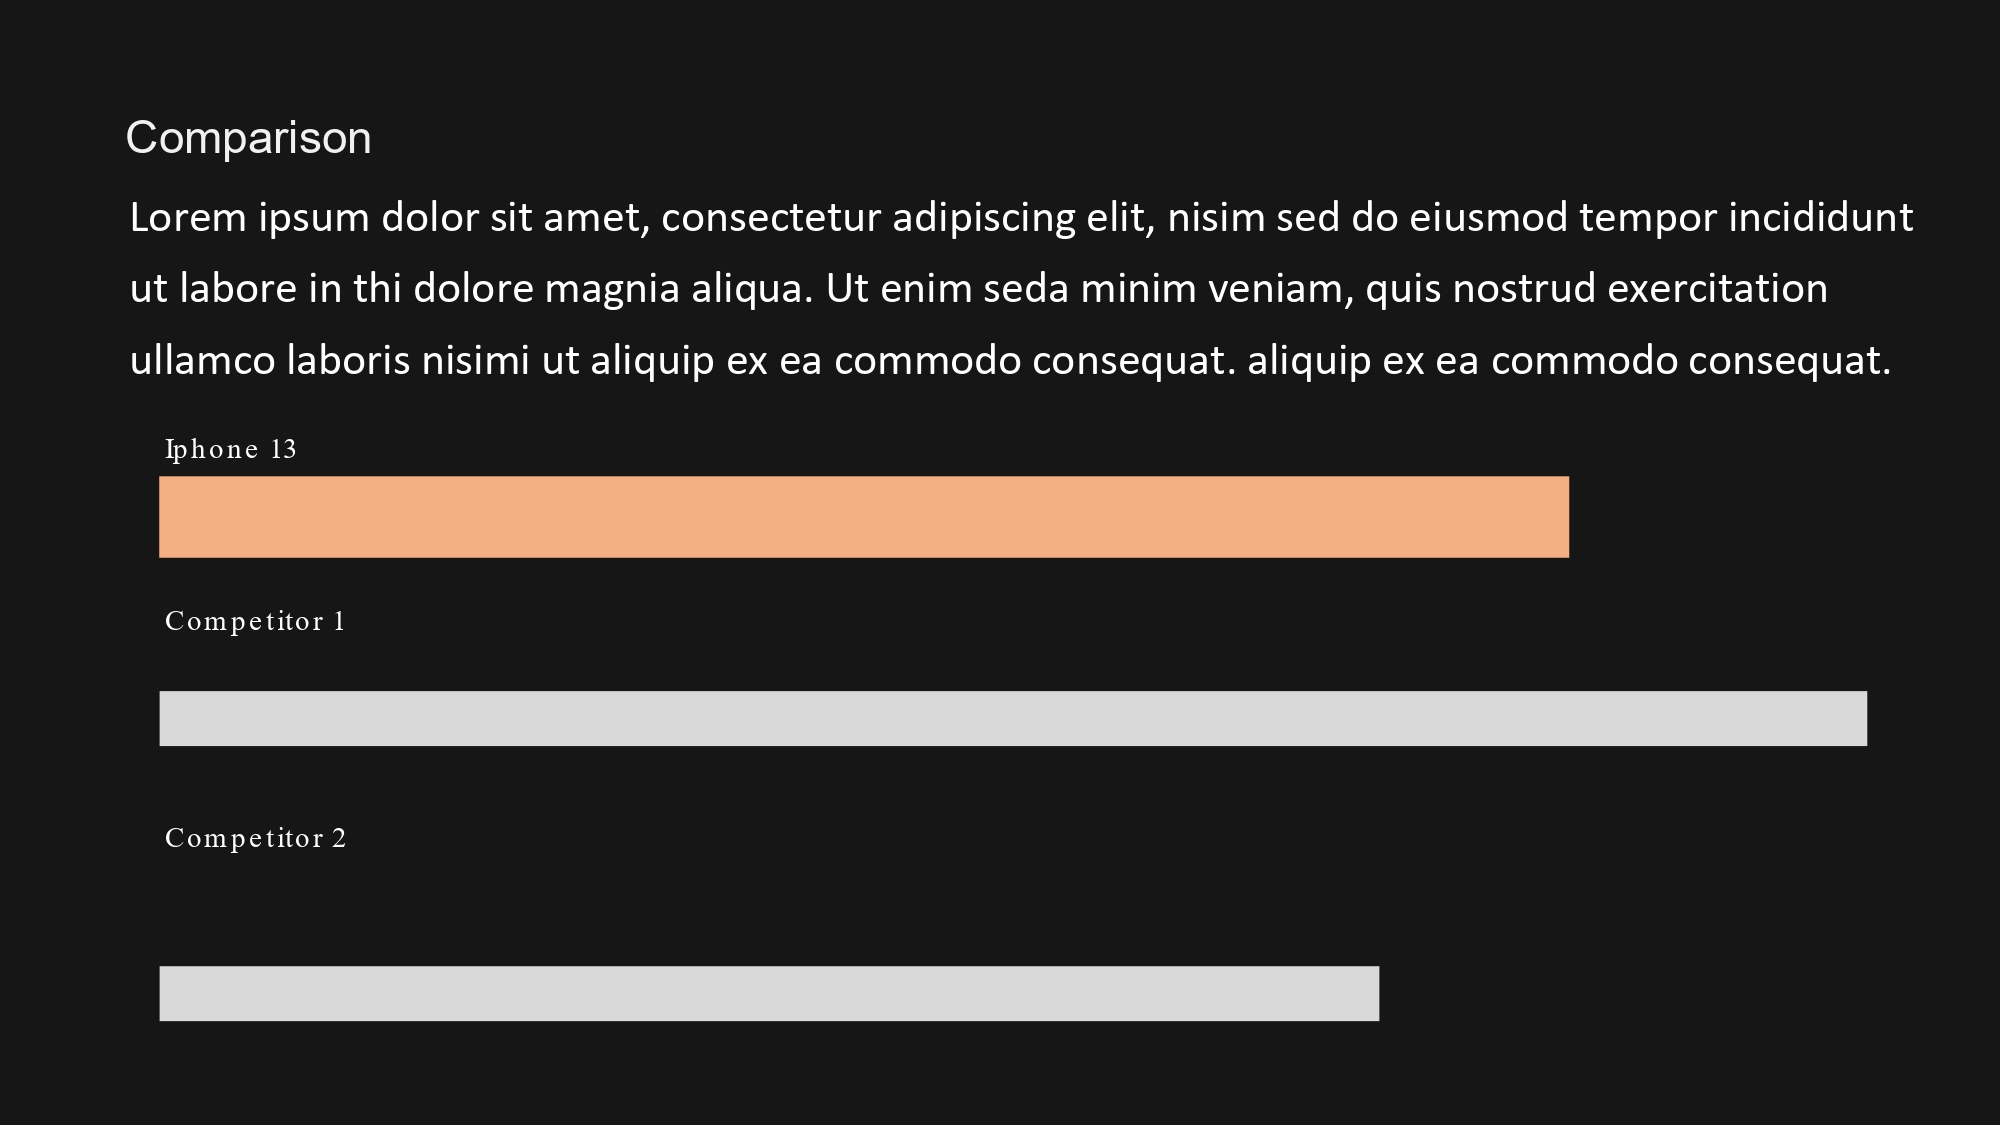 Comparison
Lorem ipsum dolor sit amet, consectetur adipiscing elit, nisim sed do eiusmod tempor incididunt
ut labore in thi dolore magnia aliqua. Ut enim seda minim veniam, quis nostrud exercitation
ullamco laboris nisimi ut aliquip ex ea commodo consequat. aliquip ex ea commodo consequat.
Iphone 13
Competitor 1
Competitor 2